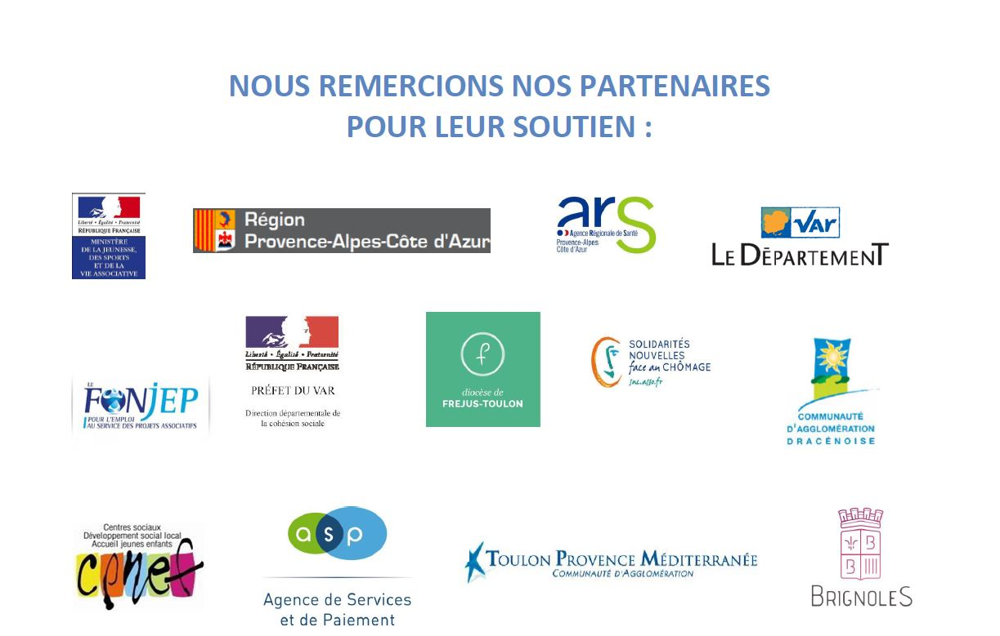 NOUS REMERCIONS NOS PARTENAIRES
POUR LEUR SOUTIEN :
Liberté • Égalité • Fraternité
RÉPUBLIQUE FRANÇAISE
MINISTÈRE
DE LA JEUNESSE,
DES SPORTS
ET DE LA
VIE ASSOCIATIVE
Région
Provence-Alpes-Côte d'Azur
ars
Agence Régionale de Santé
Provence-Alpes
Côte d'Azur
VAr
LE DÉPARTEMENT
LE
FONJEP
POUR L'EMPLOI
AU SERVICE DES PROJETS ASSOCIATIFS
Liberté • Égalité • Fraternité
RÉPUBLIQUE FRANÇAISE
PRÉFET DU VAR
Direction départementale de
la cohésion sociale
f
diocèse de
FREJUS-TOULON
SOLIDARITÉS
NOUVELLES
face au CHÔMAGE
snc.asso.fr
COMMUNAUTÉ
D'AGGLOMÉRATION
DRACÉNOISE
Centres sociaux
Développement social local
Accueil jeunes enfants
cpnef
asp
Agence de Services
et de Paiement
TOULON PROVENCE MÉDITERRANÉE
COMMUNAUTÉ D'AGGLOMÉRATION
B
B
BRIGNOLES